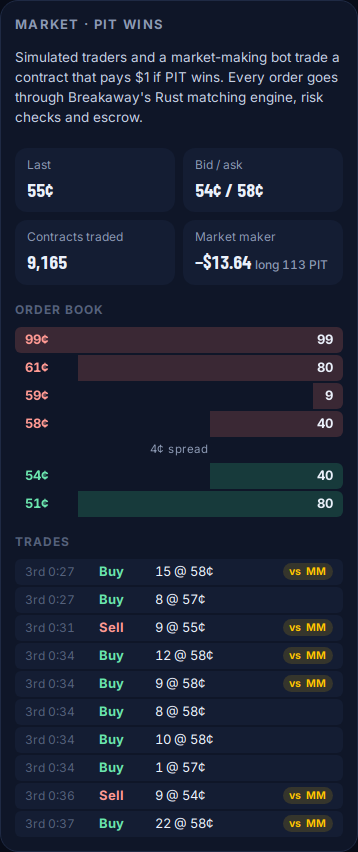 MARKET · PIT WINS
Simulated traders and a market-making bot trade a
contract that pays $1 if PIT wins. Every order goes
through Breakaway's Rust matching engine, risk
checks and escrow.
Last
55¢
Bid / ask
54¢ / 58¢
Contracts traded
9,165
Market maker
−$13.64 long 113 PIT
ORDER BOOK
99¢ 99
61¢ 80
59¢ 9
58¢ 40
4¢ spread
54¢ 40
51¢ 80
TRADES
3rd 0:27 Buy 15 @ 58¢ vs MM
3rd 0:27 Buy 8 @ 57¢
3rd 0:31 Sell 9 @ 55¢ vs MM
3rd 0:34 Buy 12 @ 58¢ vs MM
3rd 0:34 Buy 9 @ 58¢ vs MM
3rd 0:34 Buy 8 @ 58¢
3rd 0:34 Buy 10 @ 58¢
3rd 0:34 Buy 1 @ 57¢
3rd 0:36 Sell 9 @ 54¢ vs MM
3rd 0:37 Buy 22 @ 58¢ vs MM